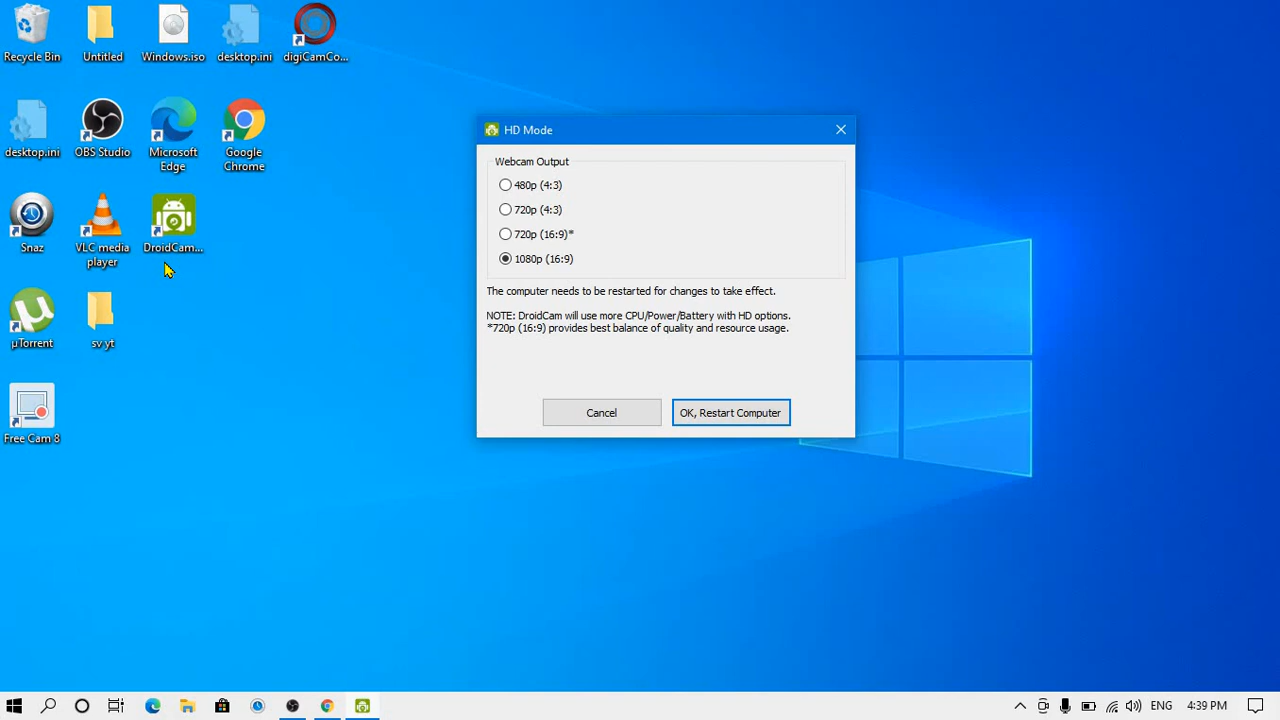 Recycle Bin
Untitled
Windows.iso
desktop.ini
digiCamCo...
desktop.ini
OBS Studio
Microsoft
Edge
Google
Chrome
Snaz
VLC media
player
DroidCam...
µTorrent
sv yt
Free Cam 8
HD Mode
Webcam Output
480p (4:3)
720p (4:3)
720p (16:9)*
1080p (16:9)
The computer needs to be restarted for changes to take effect.
NOTE: DroidCam will use more CPU/Power/Battery with HD options.
*720p (16:9) provides best balance of quality and resource usage.
Cancel
OK, Restart Computer
ENG
4:39 PM